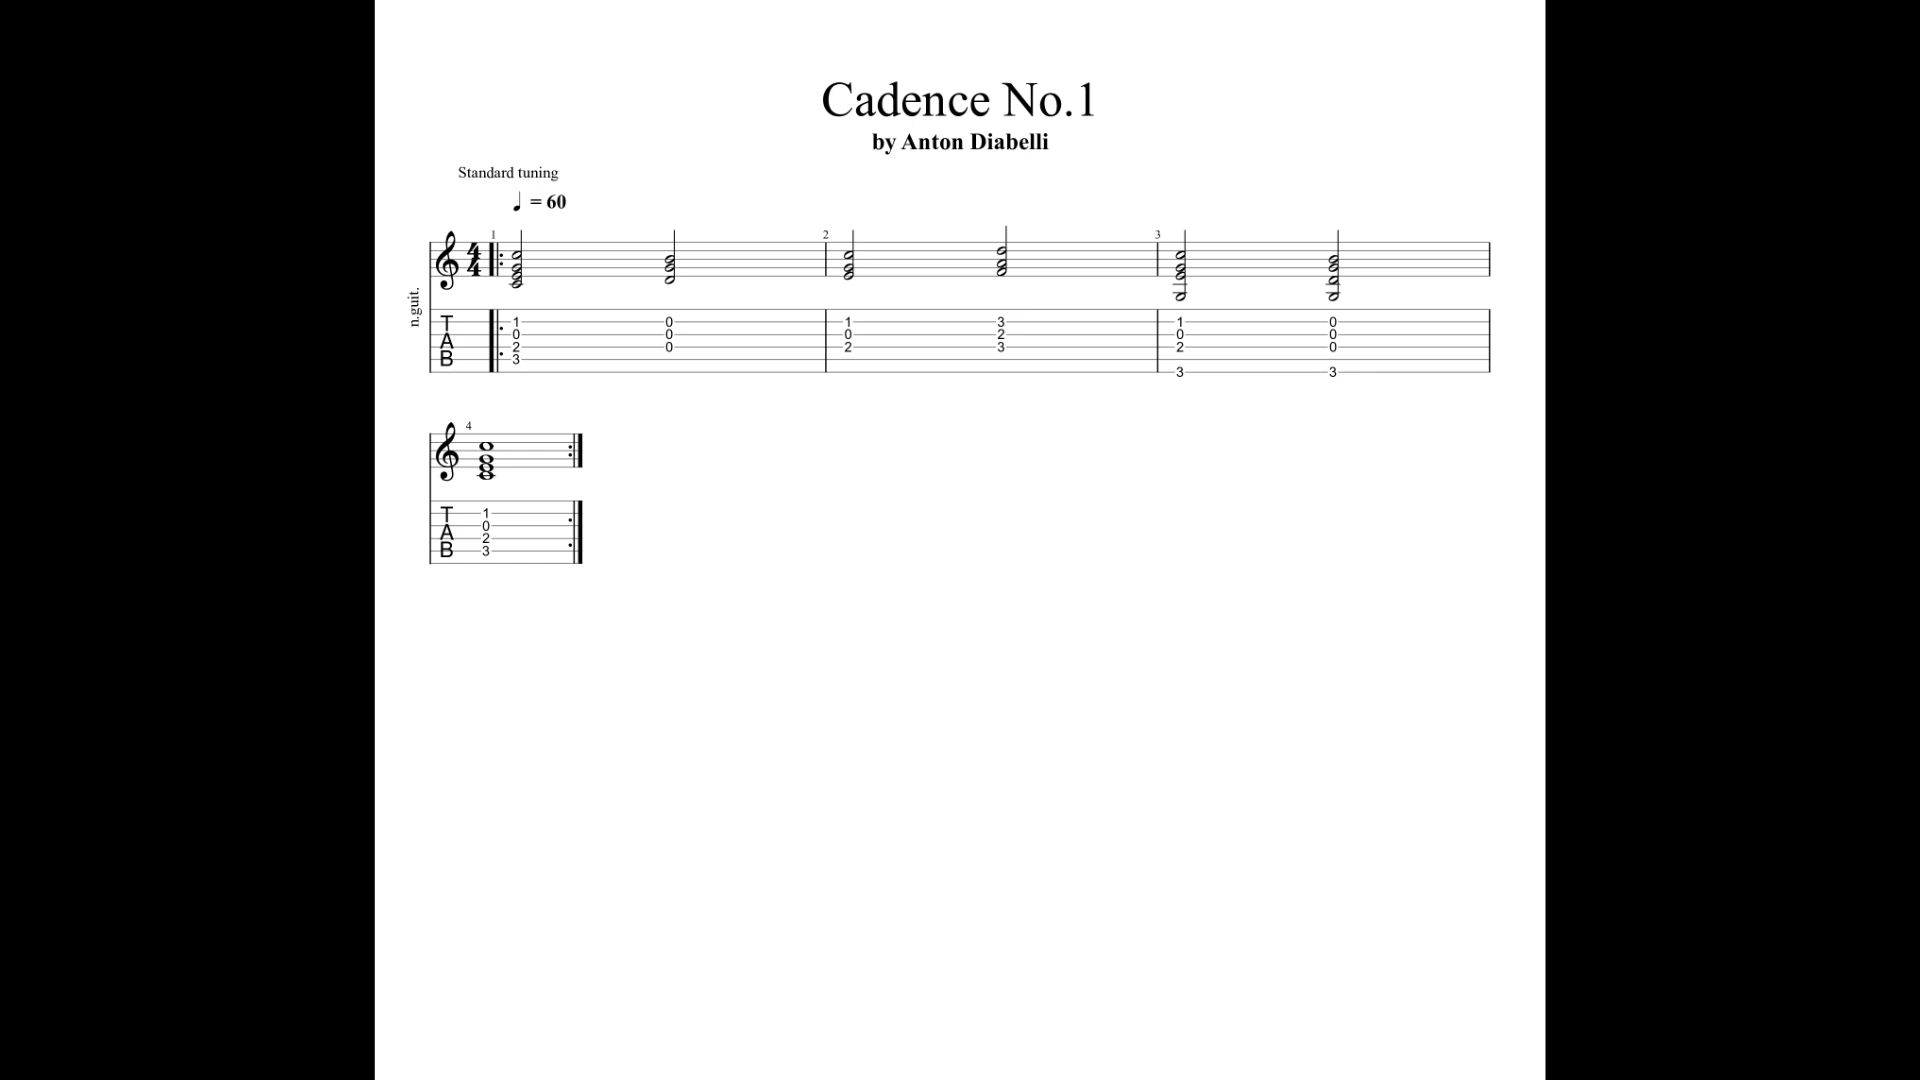 Cadence No.1
by Anton Diabelli
Standard tuning
♩ = 60
n.guit.
4
4
1 2 3
T
A
B
1 0 1 3 1 0
0 0 0 2 0 0
2 0 2 3 2 0
3
3 3
4
T
A
B
1
0
2
3